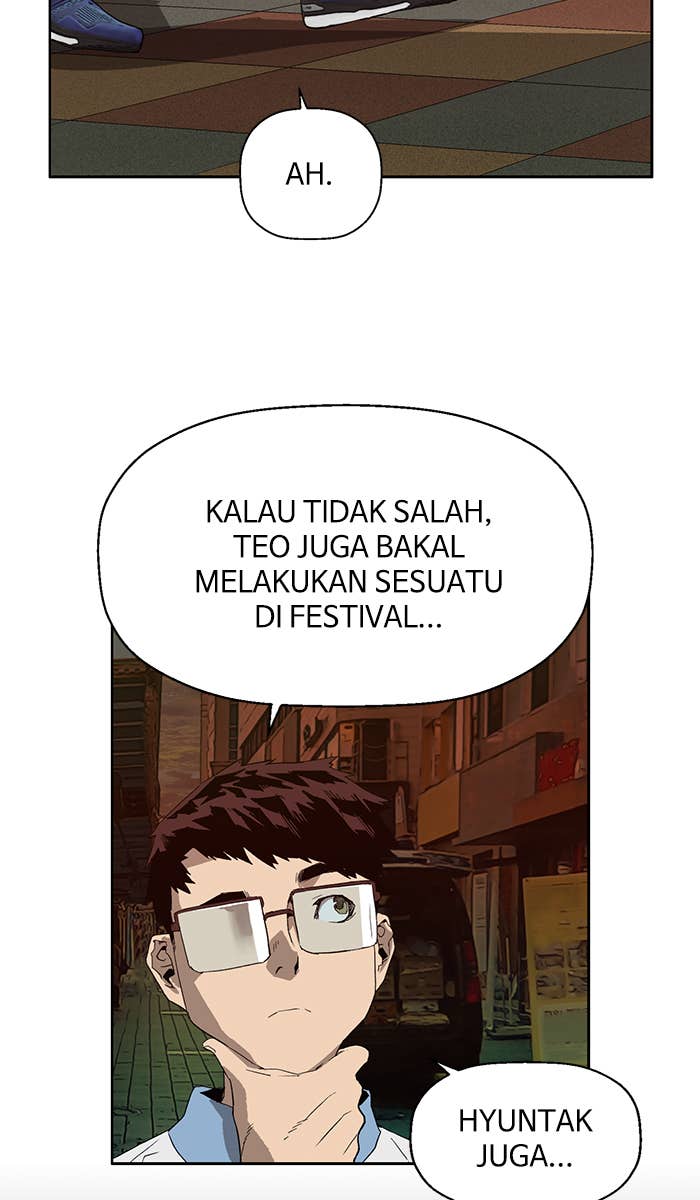 AH.
KALAU TIDAK SALAH,
TEO JUGA BAKAL
MELAKUKAN SESUATU
DI FESTIVAL...
HYUNTAK
JUGA...